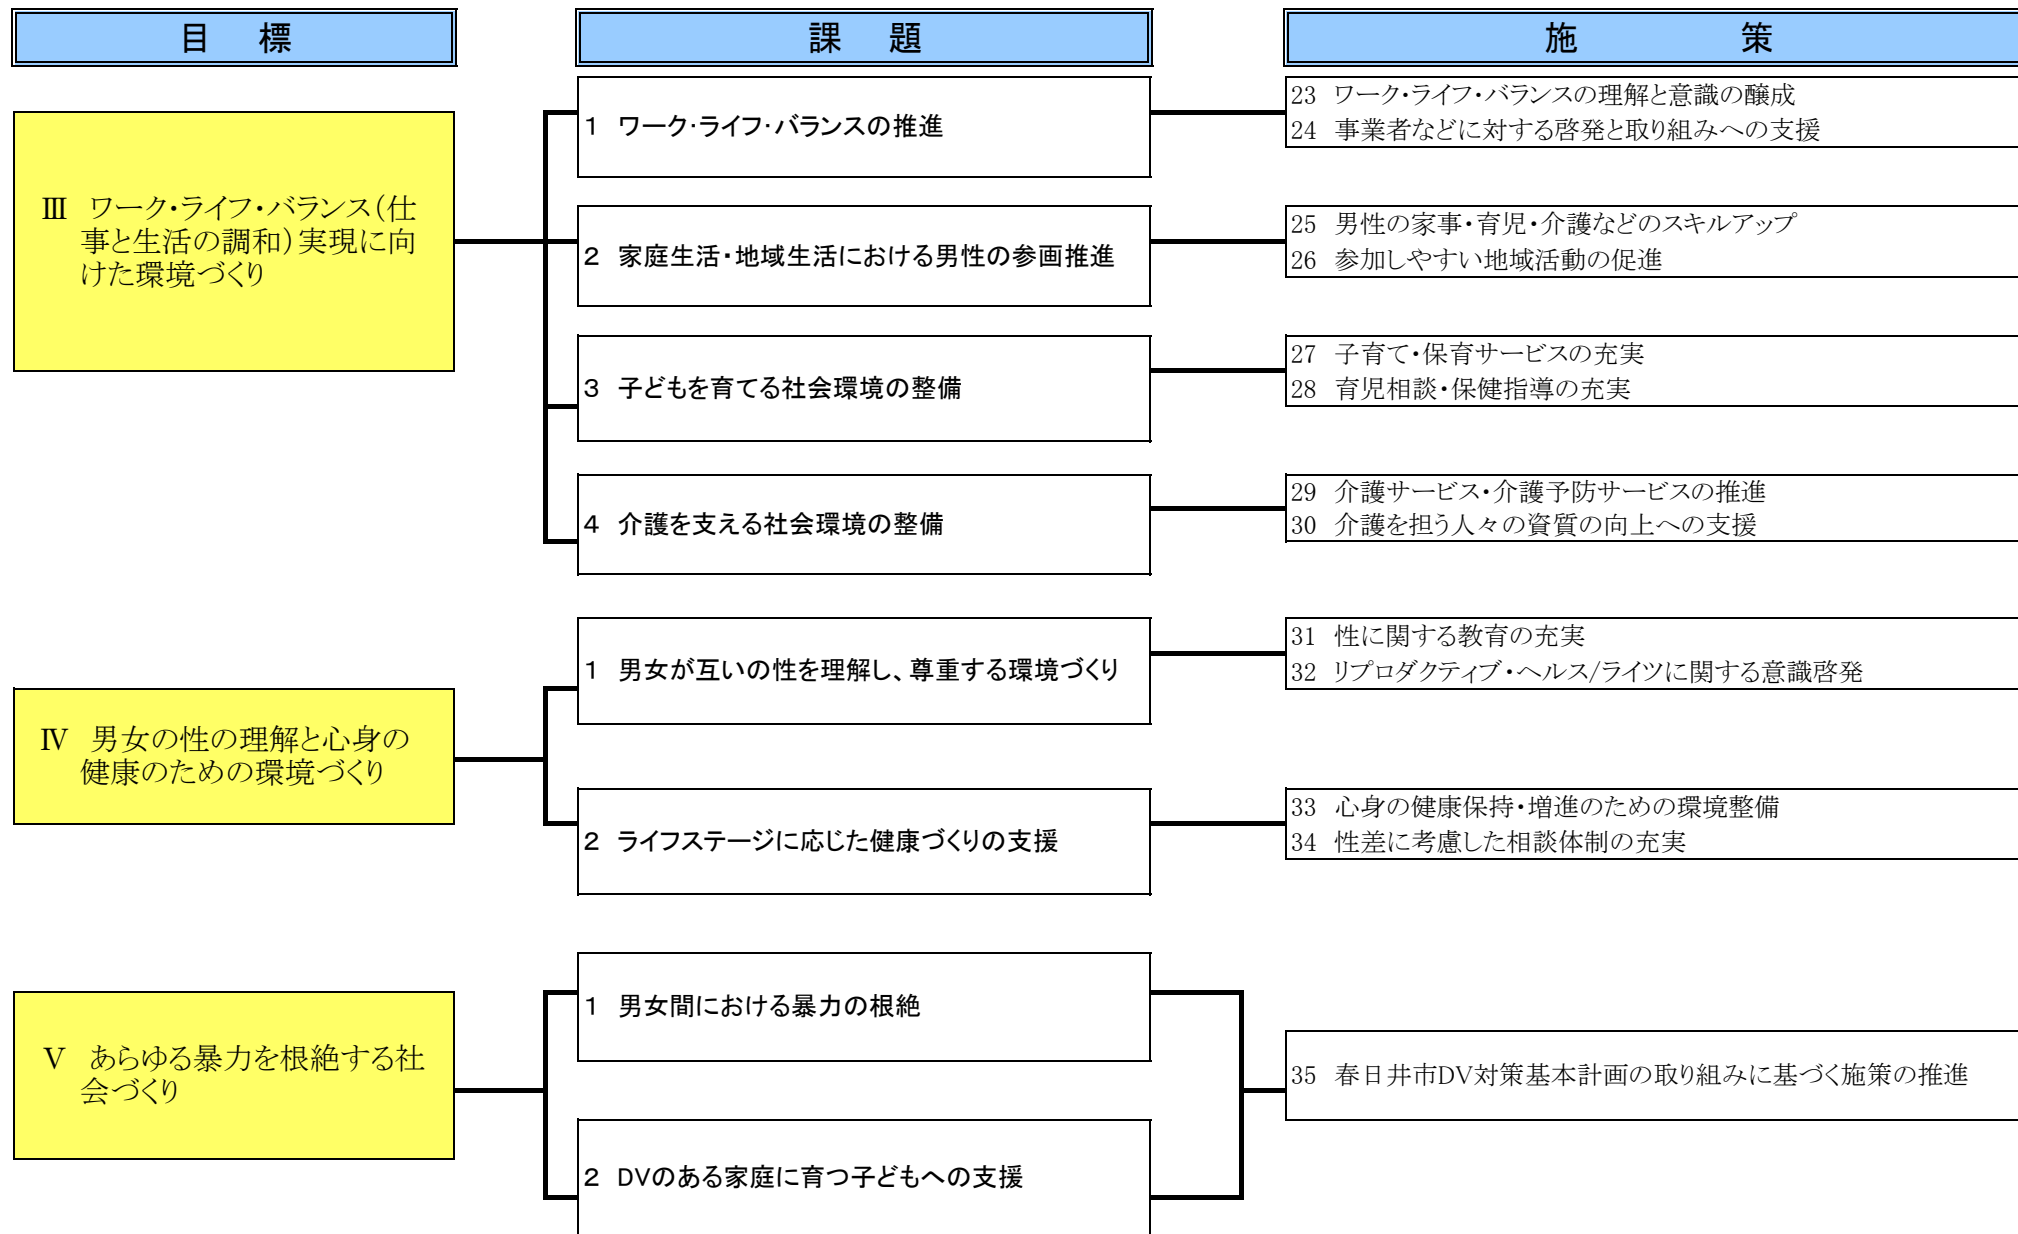 目　標
課　題
施　策
Ⅲ　ワーク・ライフ・バランス（仕
事と生活の調和）実現に向
けた環境づくり
1　ワーク・ライフ・バランスの推進
23　ワーク・ライフ・バランスの理解と意識の醸成
24　事業者などに対する啓発と取り組みへの支援
2　家庭生活・地域生活における男性の参画推進
25　男性の家事・育児・介護などのスキルアップ
26　参加しやすい地域活動の促進
3　子どもを育てる社会環境の整備
27　子育て・保育サービスの充実
28　育児相談・保健指導の充実
4　介護を支える社会環境の整備
29　介護サービス・介護予防サービスの推進
30　介護を担う人々の資質の向上への支援
Ⅳ　男女の性の理解と心身の
健康のための環境づくり
1　男女が互いの性を理解し、尊重する環境づくり
31　性に関する教育の充実
32　リプロダクティブ・ヘルス/ライツに関する意識啓発
2　ライフステージに応じた健康づくりの支援
33　心身の健康保持・増進のための環境整備
34　性差に考慮した相談体制の充実
Ⅴ　あらゆる暴力を根絶する社
会づくり
1　男女間における暴力の根絶
2　DVのある家庭に育つ子どもへの支援
35　春日井市DV対策基本計画の取り組みに基づく施策の推進